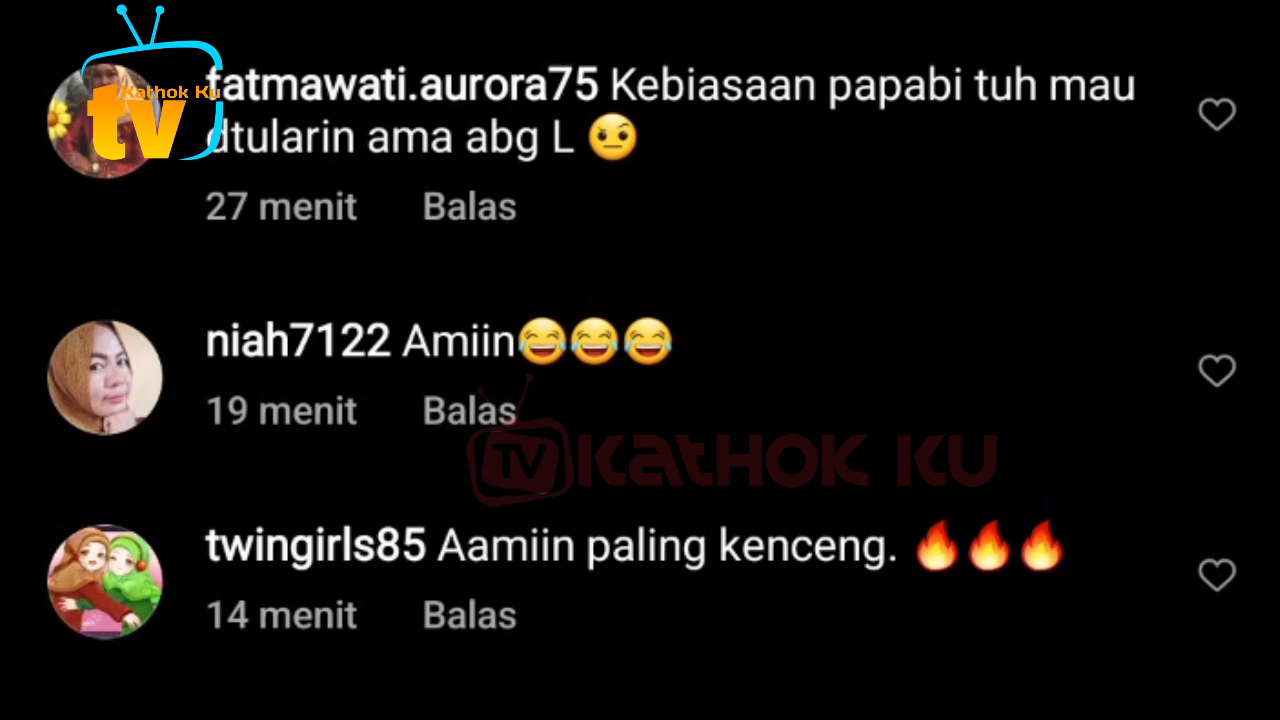 fatmawati.aurora75 Kebiasaan papabi tuh mau
dtularin ama abg L 🤨
27 menit Balas
niah7122 Amiin😂😂😂
19 menit Balas
twingirls85 Aamiin paling kenceng. 🔥🔥🔥
14 menit Balas
Kathok Ku
tv
TV KATHOK KU